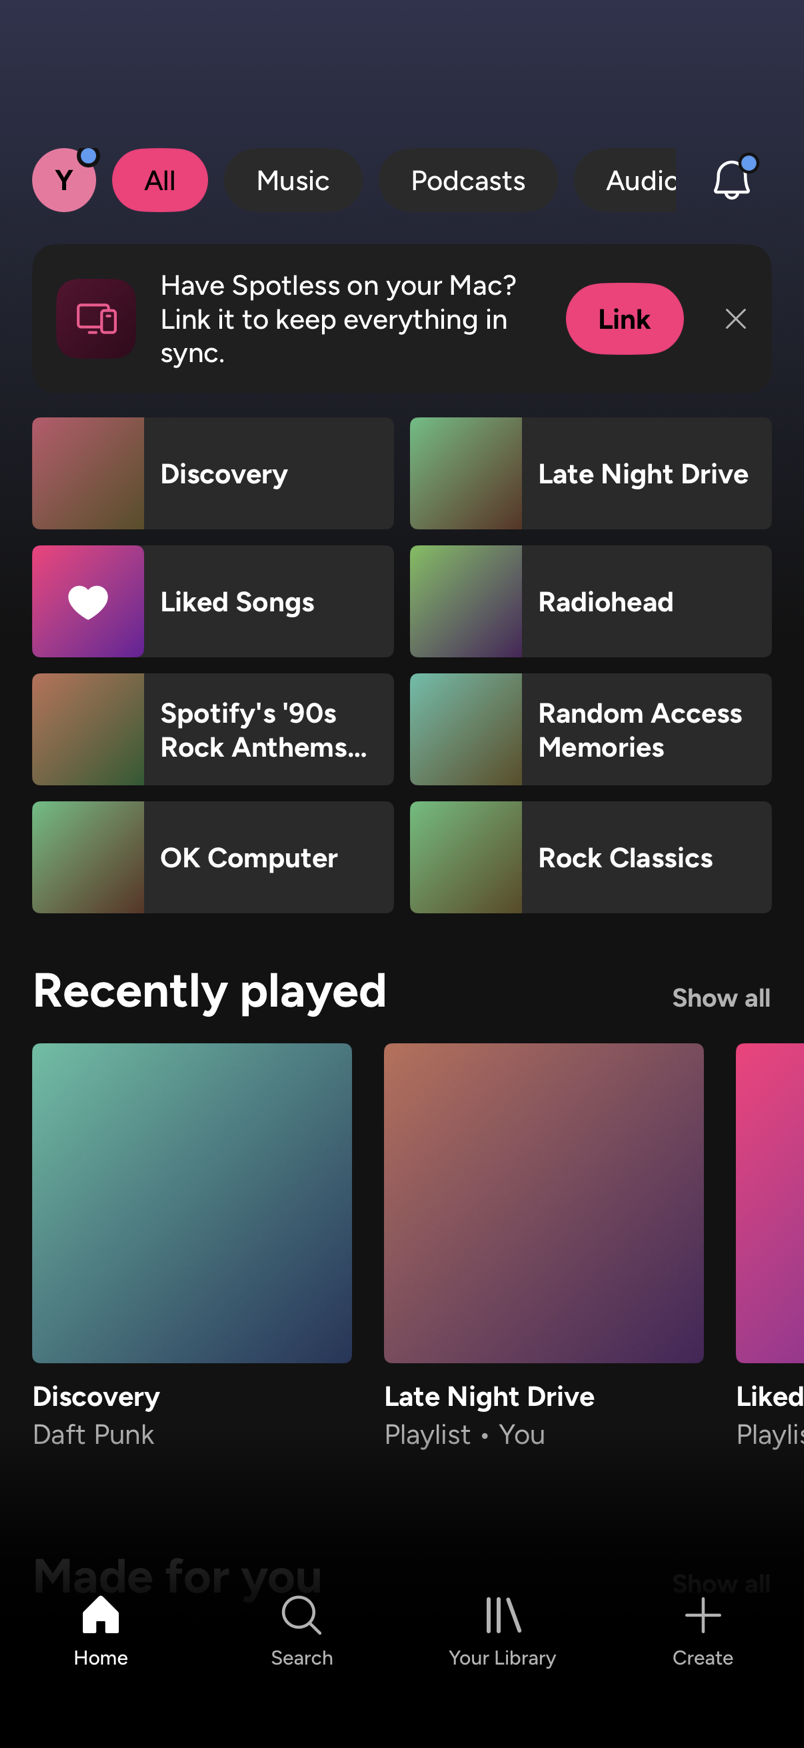 Y
All
Music
Podcasts
Audio
Have Spotless on your Mac?
Link it to keep everything in
sync.
Link
Discovery
Late Night Drive
Liked Songs
Radiohead
Spotify's '90s
Rock Anthems...
Random Access
Memories
OK Computer
Rock Classics
Recently played
Show all
Discovery
Daft Punk
Late Night Drive
Playlist • You
Liked
Playlis
Made for you
Show all
Home
Search
Your Library
Create